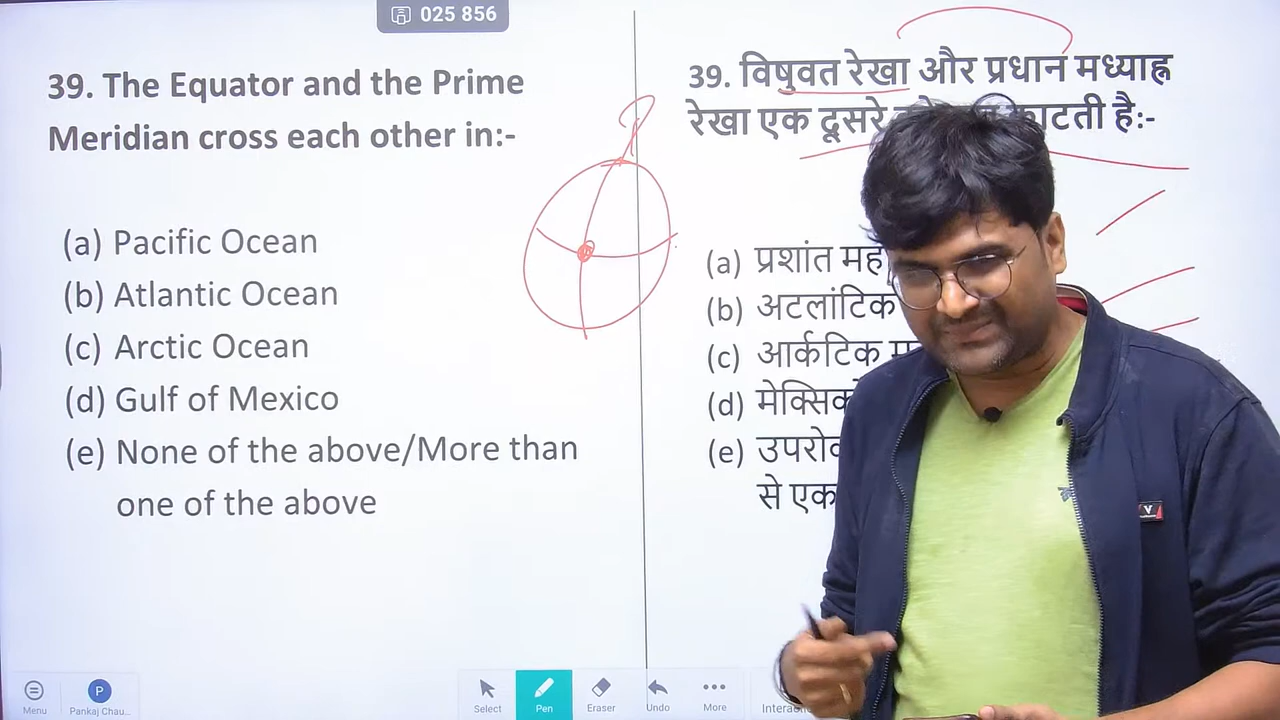 025 856
39. The Equator and the Prime
Meridian cross each other in:-
(a) Pacific Ocean
(b) Atlantic Ocean
(c) Arctic Ocean
(d) Gulf of Mexico
(e) None of the above/More than
one of the above
39. विषुवत रेखा और प्रधान मध्याह्न
रेखा एक दूसरे काटती है:-
(a) प्रशांत
(b) अटलांटिक
(c) आर्कटिक
(d)
(e)
से एक
Menu
P
Pankaj Chau...
Select
Pen
Eraser
Undo
More
V